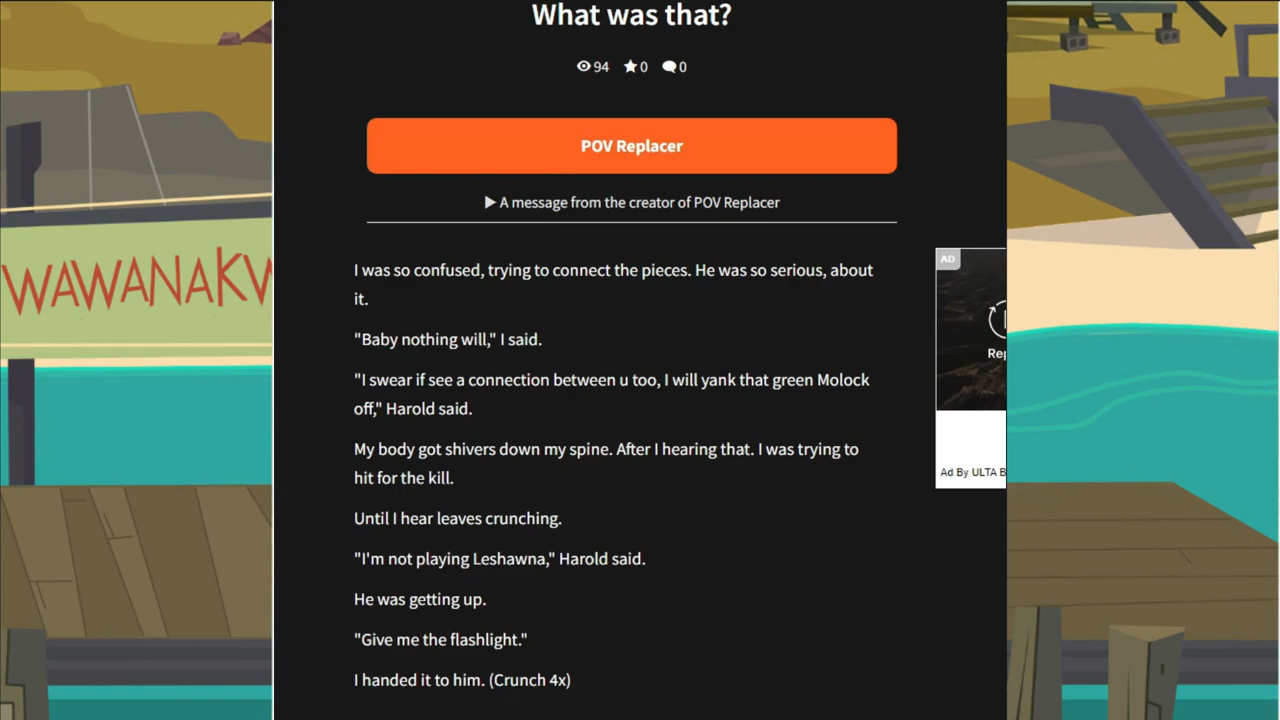 What was that?
94 0 0
POV Replacer
▶ A message from the creator of POV Replacer
I was so confused, trying to connect the pieces. He was so serious, about
it.
"Baby nothing will," I said.
"I swear if see a connection between u too, I will yank that green Molock
off," Harold said.
My body got shivers down my spine. After I hearing that. I was trying to
hit for the kill.
Until I hear leaves crunching.
"I'm not playing Leshawna," Harold said.
He was getting up.
"Give me the flashlight."
I handed it to him. (Crunch 4x)
WAWANAKW
AD
Rep
Ad By ULTA B